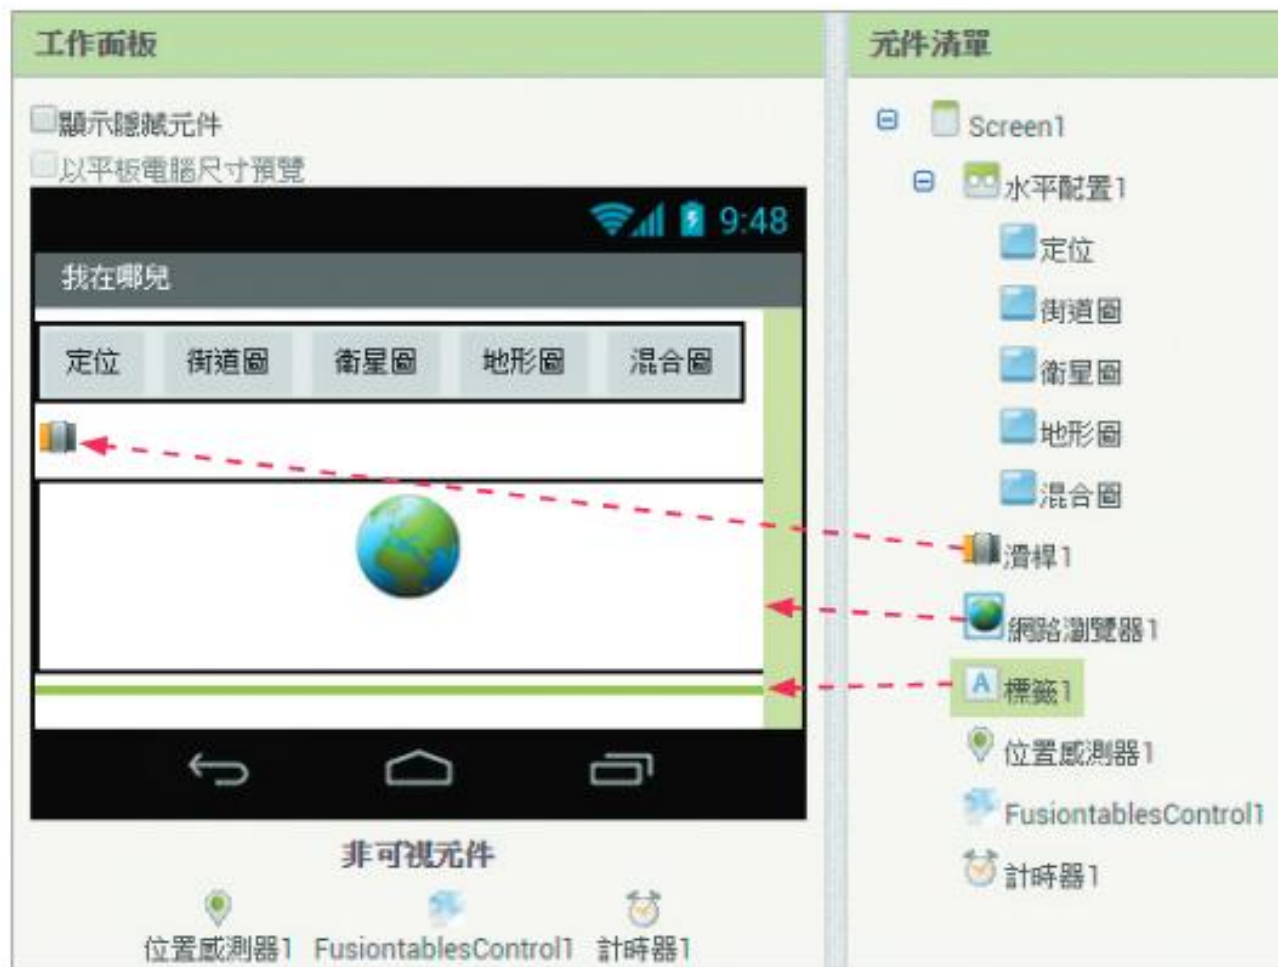 工作面板
顯示隱藏元件
以平板電腦尺寸預覽
9:48
我在哪兒
定位 街道圖 衛星圖 地形圖 混合圖
非可視元件
位置感測器1 FusiontablesControl1 計時器1
元件清單
Screen1
水平配置1
定位
街道圖
衛星圖
地形圖
混合圖
滑桿1
網路瀏覽器1
A 標籤1
位置感測器1
FusiontablesControl1
計時器1